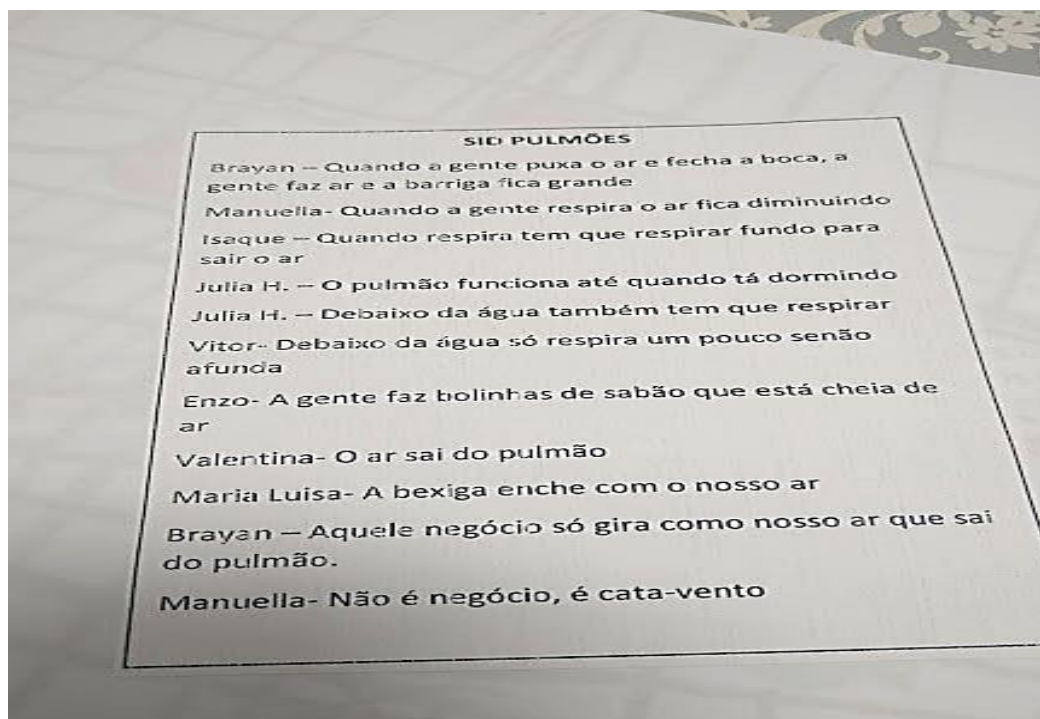 SID PULMÕES
Brayan – Quando a gente puxa o ar e fecha a boca, a
gente faz ar e a barriga fica grande
Manuella- Quando a gente respira o ar fica diminuindo
Isaque – Quando respira tem que respirar fundo para
sair o ar
Julia H. – O pulmão funciona até quando tá dormindo
Julia H. – Debaixo da água também tem que respirar
Vitor- Debaixo da água só respira um pouco senão
afunda
Enzo- A gente faz bolinhas de sabão que está cheia de
ar
Valentina- O ar sai do pulmão
Maria Luísa- A bexiga enche com o nosso ar
Brayan – Aquele negócio só gira como nosso ar que sai
do pulmão.
Manuella- Não é negócio, é cata-vento